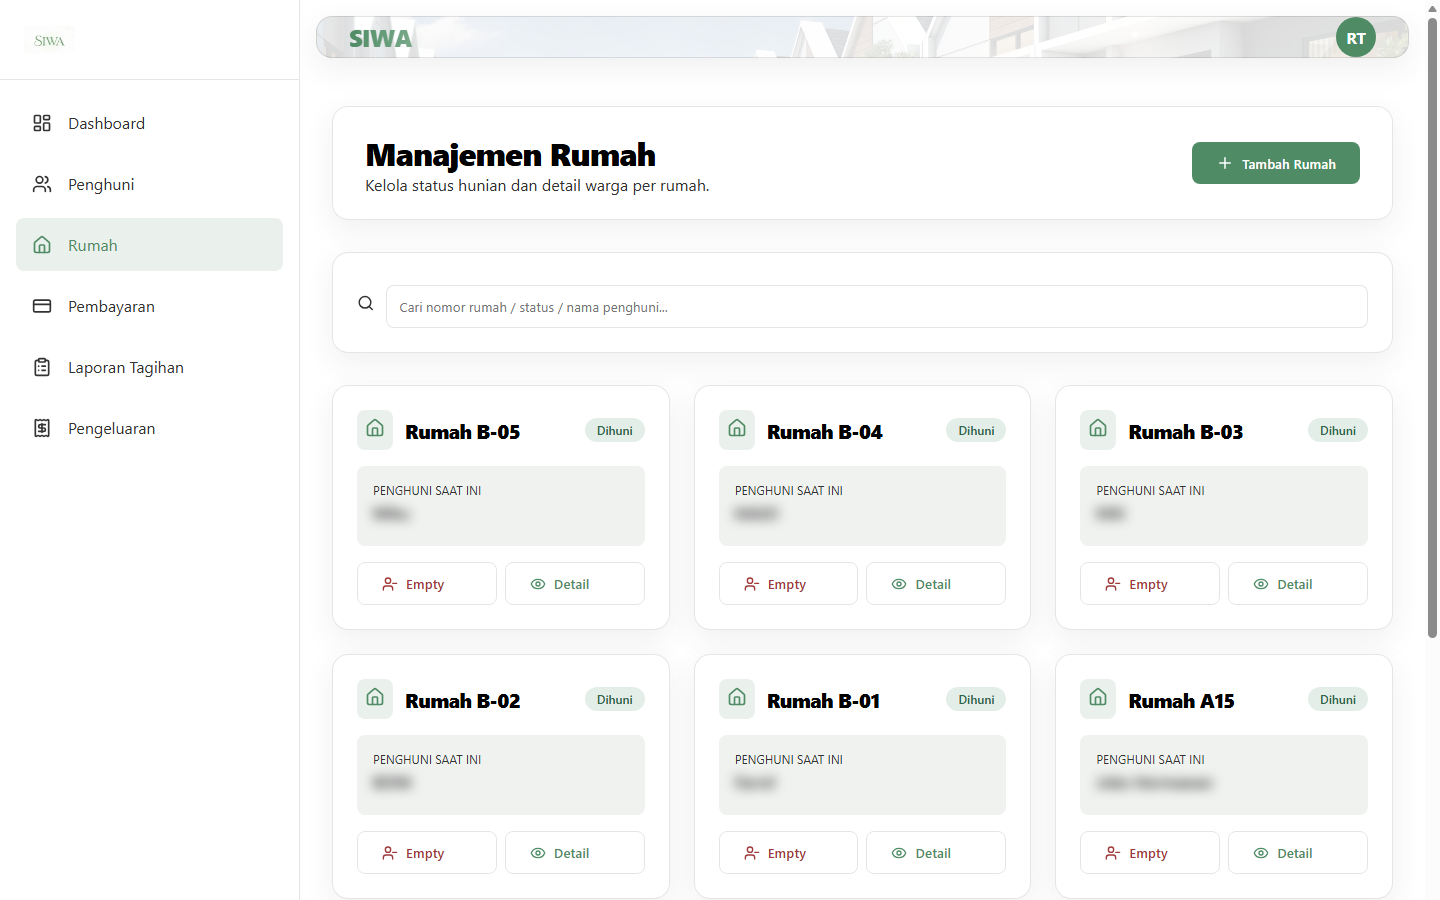 SIWA
SIWA
RT
Dashboard
Penghuni
Rumah
Pembayaran
Laporan Tagihan
Pengeluaran
Manajemen Rumah
Kelola status hunian dan detail warga per rumah.
Tambah Rumah
Cari nomor rumah / status / nama penghuni...
Rumah B-05
Dihuni
PENGHUNI SAAT INI
Empty
Detail
Rumah B-04
Dihuni
PENGHUNI SAAT INI
Empty
Detail
Rumah B-03
Dihuni
PENGHUNI SAAT INI
Empty
Detail
Rumah B-02
Dihuni
PENGHUNI SAAT INI
Empty
Detail
Rumah B-01
Dihuni
PENGHUNI SAAT INI
Empty
Detail
Rumah A15
Dihuni
PENGHUNI SAAT INI
Empty
Detail